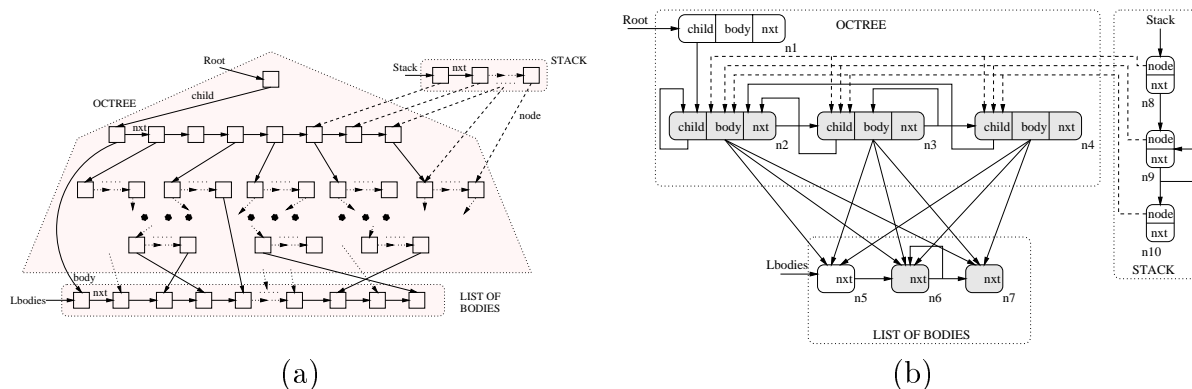 Root
Stack
nxt
STACK
OCTREE
child
node
nxt
body
Lbodies
nxt
LIST OF
BODIES
(a)
Root
child body nxt
OCTREE
n1
Stack
node
nxt
n8
child body nxt
n2
child body nxt
n3
child body nxt
n4
node
nxt
n9
node
nxt
n10
STACK
Lbodies
nxt
n5
nxt
n6
nxt
n7
LIST OF BODIES
(b)